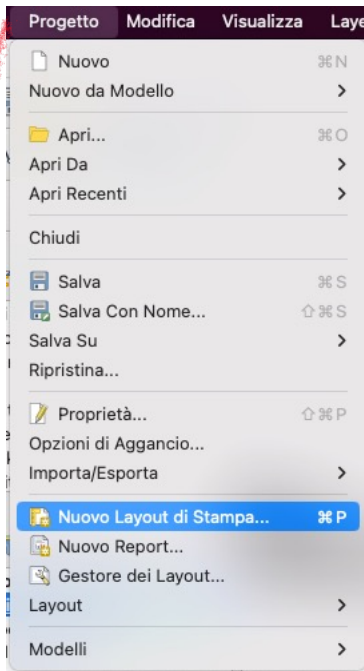 Progetto Modifica Visualizza Laye
Nuovo ⌘N
Nuovo da Modello >
Apri... ⌘O
Apri Da >
Apri Recenti >
Chiudi
Salva ⌘S
Salva Con Nome... ⇧⌘S
Salva Su >
Ripristina...
Proprietà... ⇧⌘P
Opzioni di Aggancio...
Importa/Esporta >
Nuovo Layout di Stampa... ⌘P
Nuovo Report...
Gestore dei Layout...
Layout >
Modelli >